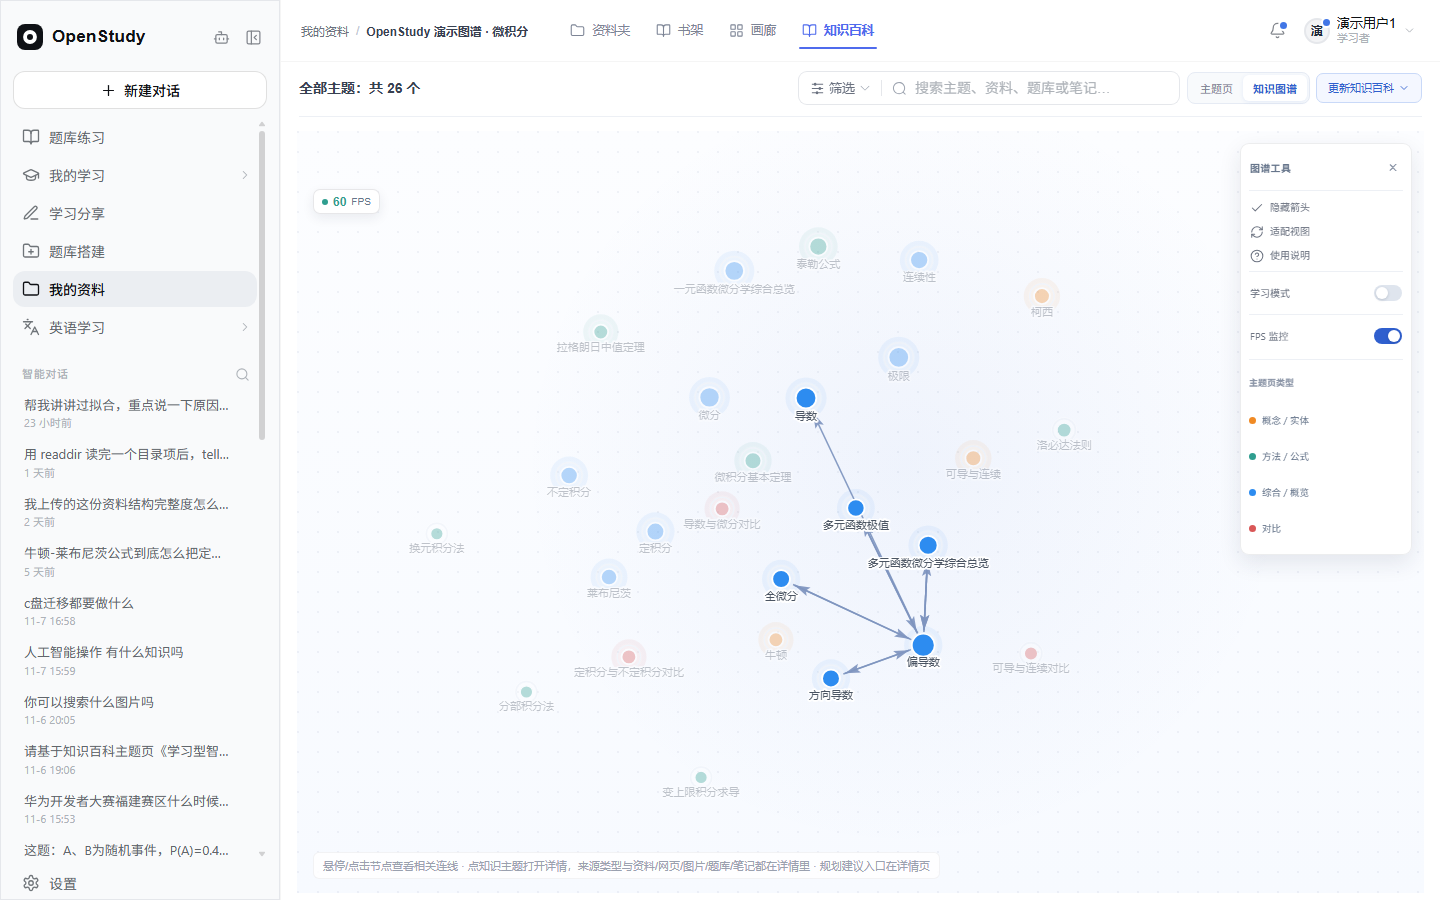 OpenStudy
新建对话
题库练习
我的学习
学习分享
题库搭建
我的资料
英语学习
智能对话
帮我讲讲过拟合，重点说一下原因...
23 小时前
用 readdir 读完一个目录项后，tell...
1 天前
我上传的这份资料结构完整度怎么...
2 天前
牛顿-莱布尼茨公式到底怎么把定...
5 天前
c盘迁移都要做什么
11-7 16:58
人工智能操作 有什么知识吗
11-7 15:59
你可以搜索什么图片吗
11-6 20:05
请基于知识百科主题页《学习型智...
11-6 19:06
华为开发者大赛福建赛区什么时候...
11-6 15:53
这题：A、B为随机事件，P(A)=0.4...
设置
我的资料 / OpenStudy 演示图谱 · 微积分
资料夹
书架
画廊
知识百科
演
演示用户1
学习者
全部主题：共 26 个
筛选
搜索主题、资料、题库或笔记...
主题页
知识图谱
更新知识百科
60 FPS
泰勒公式
一元函数微分学综合总览
连续性
柯西
拉格朗日中值定理
极限
微分
导数
洛必达法则
微积分基本定理
可导与连续
不定积分
导数与微分对比
多元函数极值
换元积分法
定积分
多元函数微分学综合总览
莱布尼茨
全微分
牛顿
偏导数
可导与连续对比
定积分与不定积分对比
方向导数
分部积分法
变上限积分求导
悬停/点击节点查看相关连线 · 点知识主题打开详情，来源类型与资料/网页/图片/题库/笔记都在详情里 · 规划建议入口在详情页
图谱工具
隐藏箭头
适配视图
使用说明
学习模式
FPS 监控
主题页类型
概念 / 实体
方法 / 公式
综合 / 概览
对比